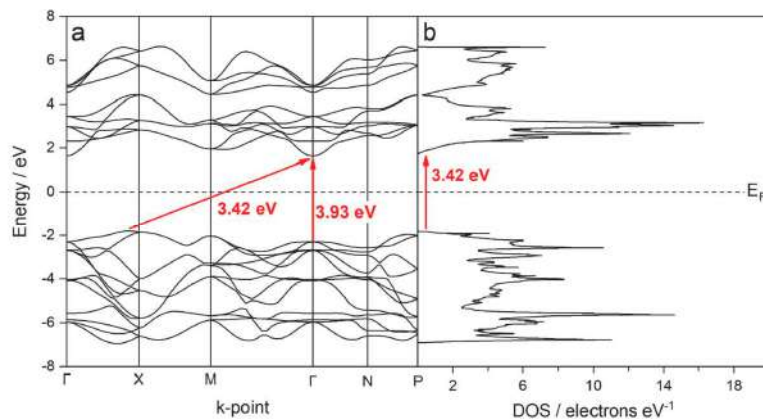 a
b
8
6
4
2
0
-2
-4
-6
-8
Energy / eV
3.42 eV
3.93 eV
3.42 eV
E_F
Γ
X
M
Γ
N
P
2
6
10
14
18
k-point
DOS / electrons eV⁻¹